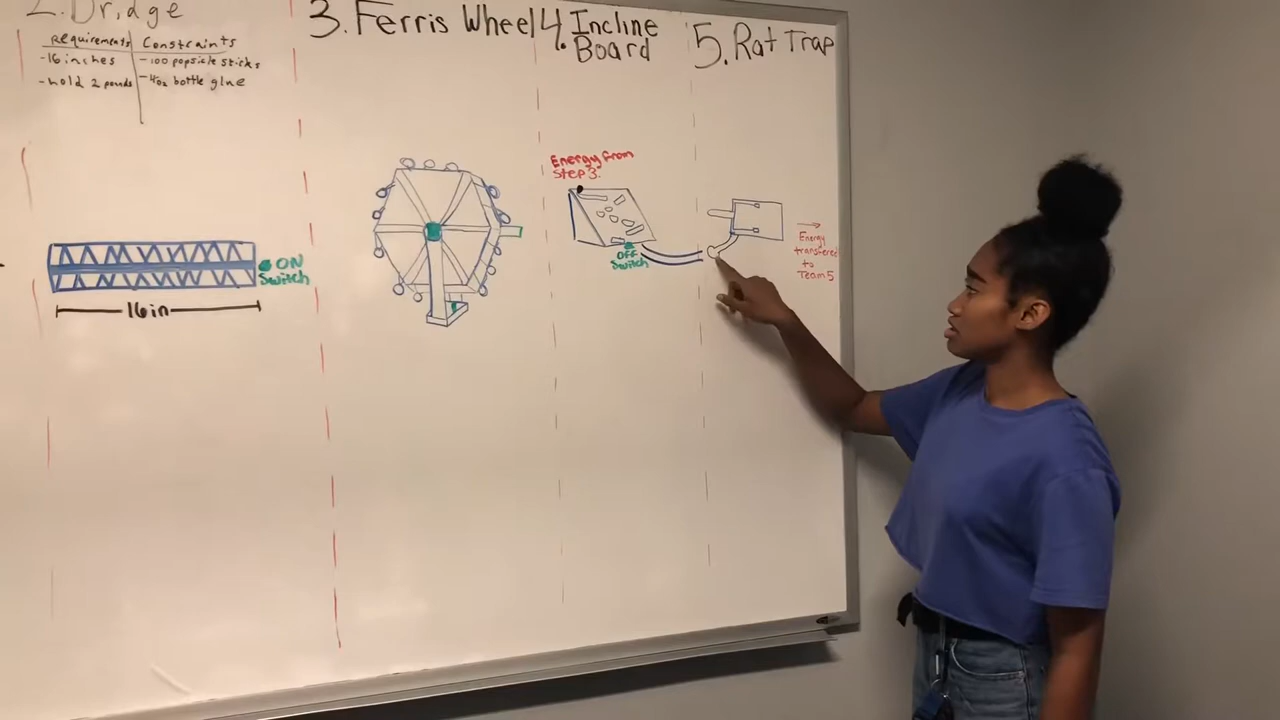 2. Bridge
Requirements Constraints
-16 inches -100 popsicle sticks
-hold 2 pounds -4oz bottle glue
ON
Switch
16in
3. Ferris Wheel
4. Incline
Board
Energy from
Step 3.
OFF
Switch
5. Rat Trap
Energy
transfered
to
Team 5